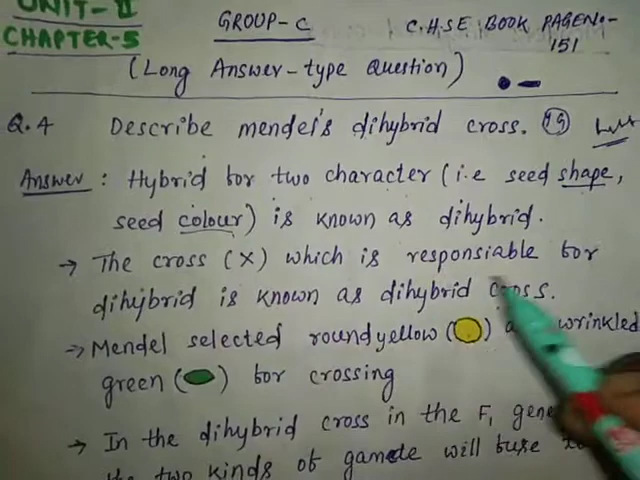 UNIT-II
CHAPTER-5
GROUP-C
C.H.S.E BOOK PAGENO:-
151
(Long Answer-type Question)
Q.4 Describe mendel's dihybrid cross.
Answer : Hybrid for two character (i.e seed shape,
seed colour) is known as dihybrid.
→ The cross (X) which is responsiable for
dihybrid is known as dihybrid cross.
→ Mendel selected roundyellow ( ) wrinkled
green ( ) for crossing
→ In the dihybrid cross in the F1 gene
the two kinds of gamete will fuse